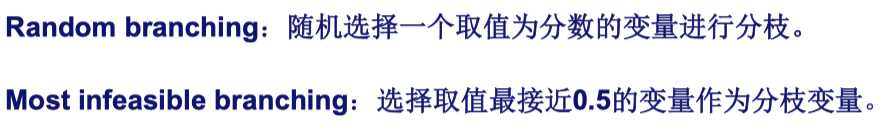 Random branching：随机选择一个取值为分数的变量进行分枝。
Most infeasible branching：选择取值最接近0.5的变量作为分枝变量。